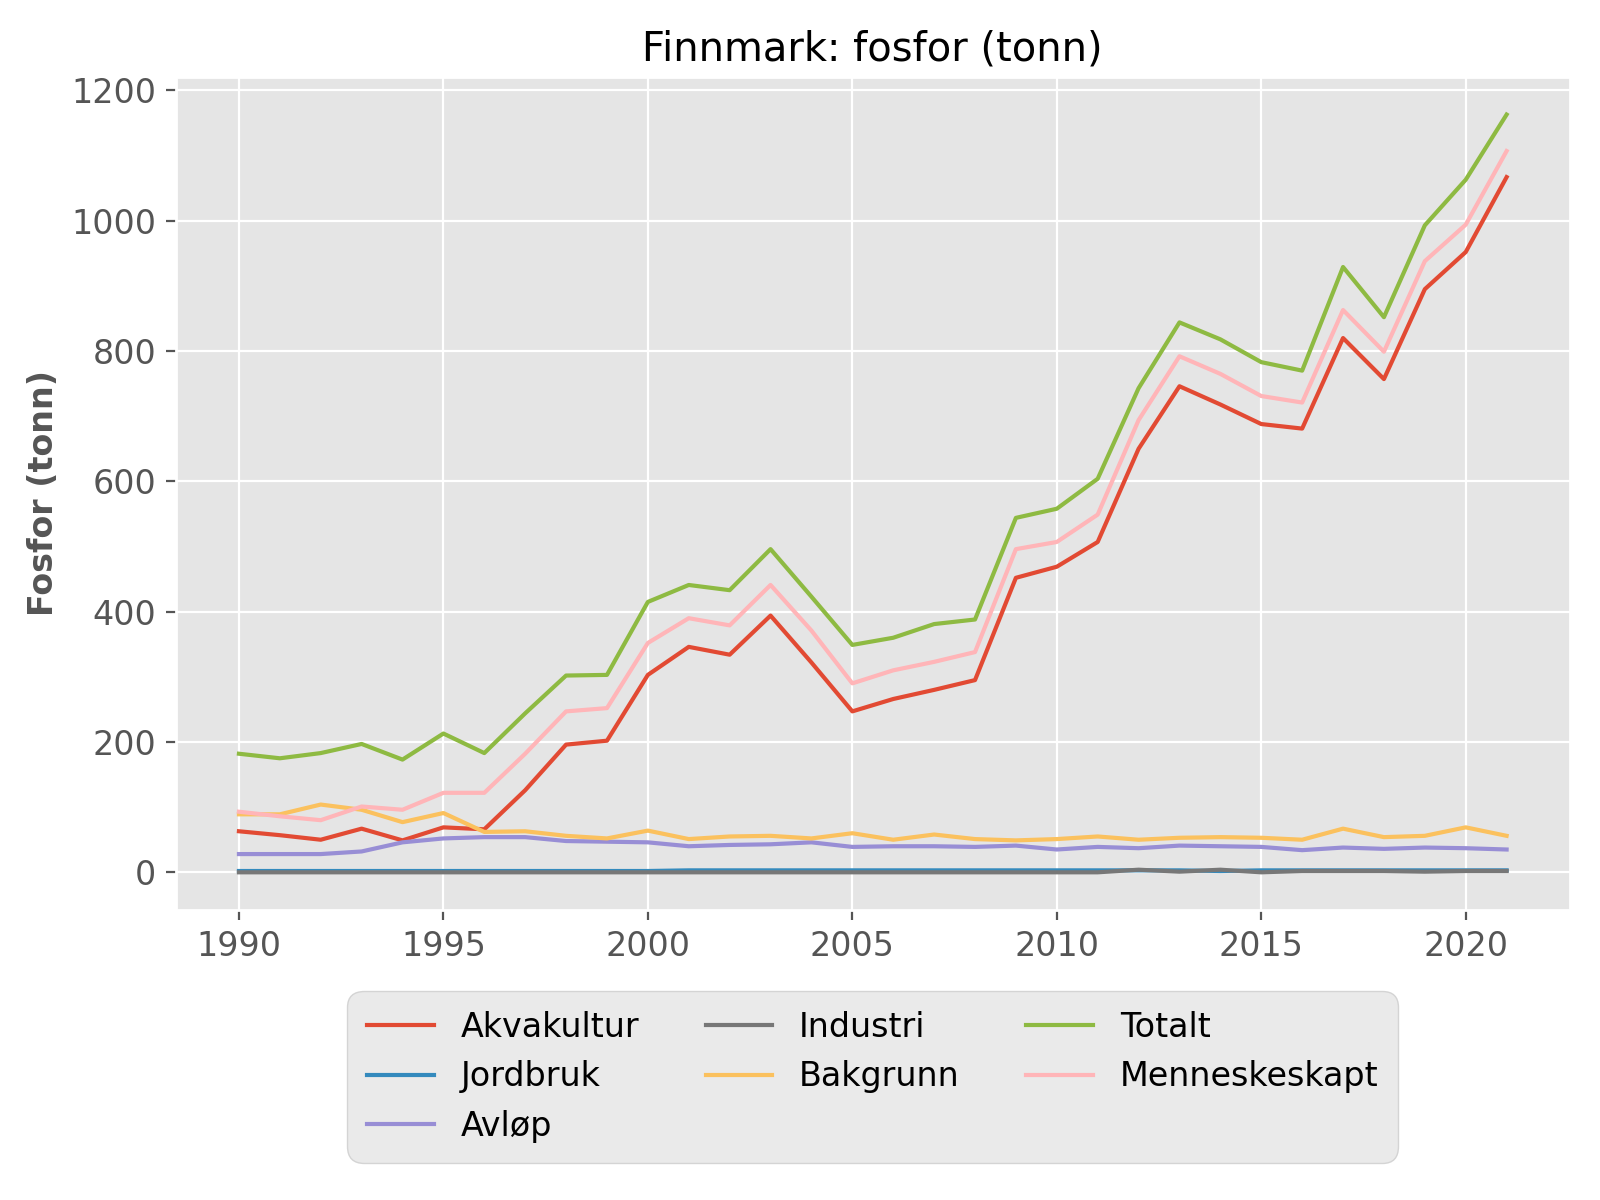 Finnmark: fosfor (tonn)
Fosfor (tonn)
1200
1000
800
600
400
200
0
1990 1995 2000 2005 2010 2015 2020
Akvakultur Industri Totalt
Jordbruk Bakgrunn Menneskeskapt
Avløp